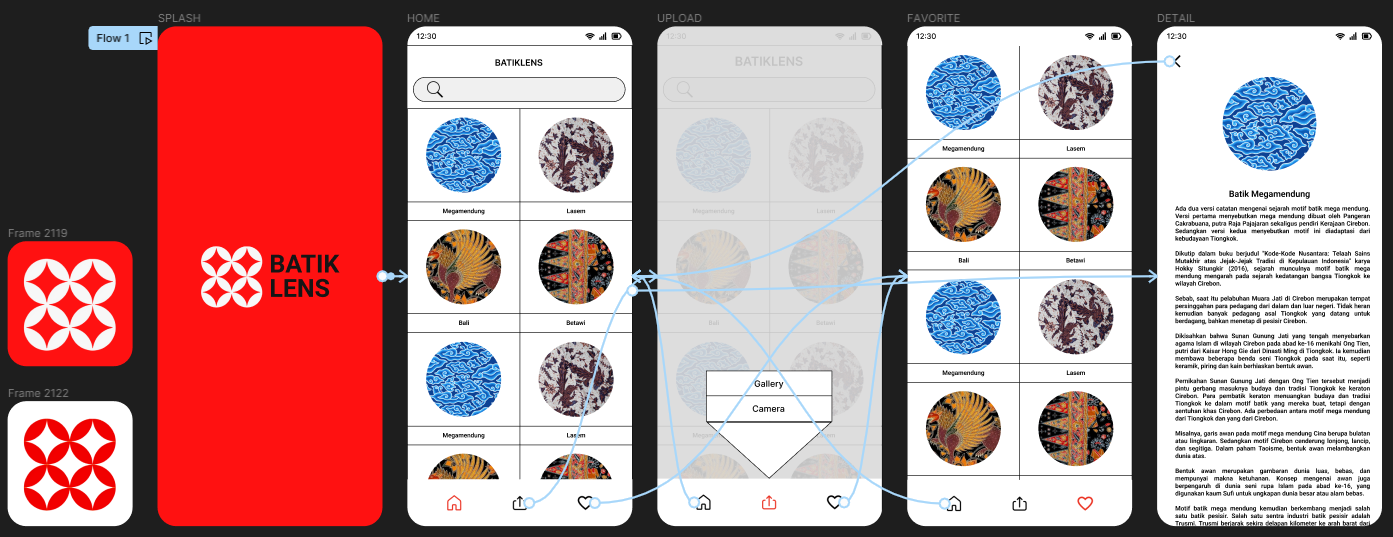 SPLASH
HOME
UPLOAD
FAVORITE
DETAIL
Flow 1
Frame 2119
Frame 2122
BATIK
LENS
12:30
BATIKLENS
Megamendung
Lasem
Bali
Betawi
Megamendung
Lasem
12:30
BATIKLENS
Megamendung
Lasem
Bali
Betawi
Gallery
Camera
Megamendung
Lasem
12:30
Megamendung
Lasem
Bali
Betawi
Megamendung
Lasem
12:30
Batik Megamendung
Ada dua versi catatan mengenai sejarah motif batik mega mendung.
Versi pertama menyebutkan mega mendung dibuat oleh Pangeran
Cakrabuana, putra Raja Pajajaran sekaligus pendiri Kerajaan Cirebon.
Sedangkan versi kedua menyebutkan motif ini diadaptasi dari
kebudayaan Tiongkok.
Dikutip dalam buku berjudul "Kode-Kode Nusantara: Telaah Sains
Mutakhir atas Jejak-Jejak Tradisi di Kepulauan Indonesia" karya
Hokky Situngkir (2016), sejarah munculnya motif batik mega
mendung mengarah pada sejarah kedatangan bangsa Tiongkok ke
wilayah Cirebon.
Sebab, saat itu pelabuhan Muara Jati di Cirebon merupakan tempat
persinggahan para pedagang dari dalam dan luar negeri. Tidak heran
kemudian banyak pedagang asal Tiongkok yang datang untuk
berdagang, bahkan menetap di pesisir Cirebon.
Dikisahkan bahwa Sunan Gunung Jati yang tengah menyebarkan
agama Islam di wilayah Cirebon pada abad ke-16 menikahi Ong Tien,
putri dari Kaisar Hong Gie dari Dinasti Ming di Tiongkok. Ia kemudian
membawa beberapa benda seni Tiongkok pada saat itu, seperti
keramik, piring dan kain berhiaskan bentuk awan.
Pernikahan Sunan Gunung Jati dengan Ong Tien tersebut menjadi
pintu gerbang masuknya budaya dan tradisi Tiongkok ke keraton
Cirebon. Para pembatik keraton menuangkan budaya dan tradisi
Tiongkok ke dalam motif batik yang mereka buat, tetapi dengan
sentuhan khas Cirebon. Ada perbedaan antara motif mega mendung
dari Tiongkok dan yang dari Cirebon.
Misalnya, garis awan pada motif mega mendung Cina berupa bulatan
atau lingkaran. Sedangkan motif Cirebon cenderung lonjong, lancip,
dan segitiga. Dalam paham Taoisme, bentuk awan melambangkan
dunia atas.
Bentuk awan merupakan gambaran dunia luas, bebas, dan
mempunyai makna ketuhanan. Konsep mengenai awan juga
berpengaruh di dunia seni rupa Islam pada abad ke-16, yang
digunakan kaum Sufi untuk ungkapan dunia besar atau alam bebas.
Motif batik mega mendung kemudian berkembang menjadi salah
satu batik pesisir. Salah satu sentra industri batik pesisir adalah
Trusmi. Trusmi berjarak sekira delapan kilometer ke arah barat dari